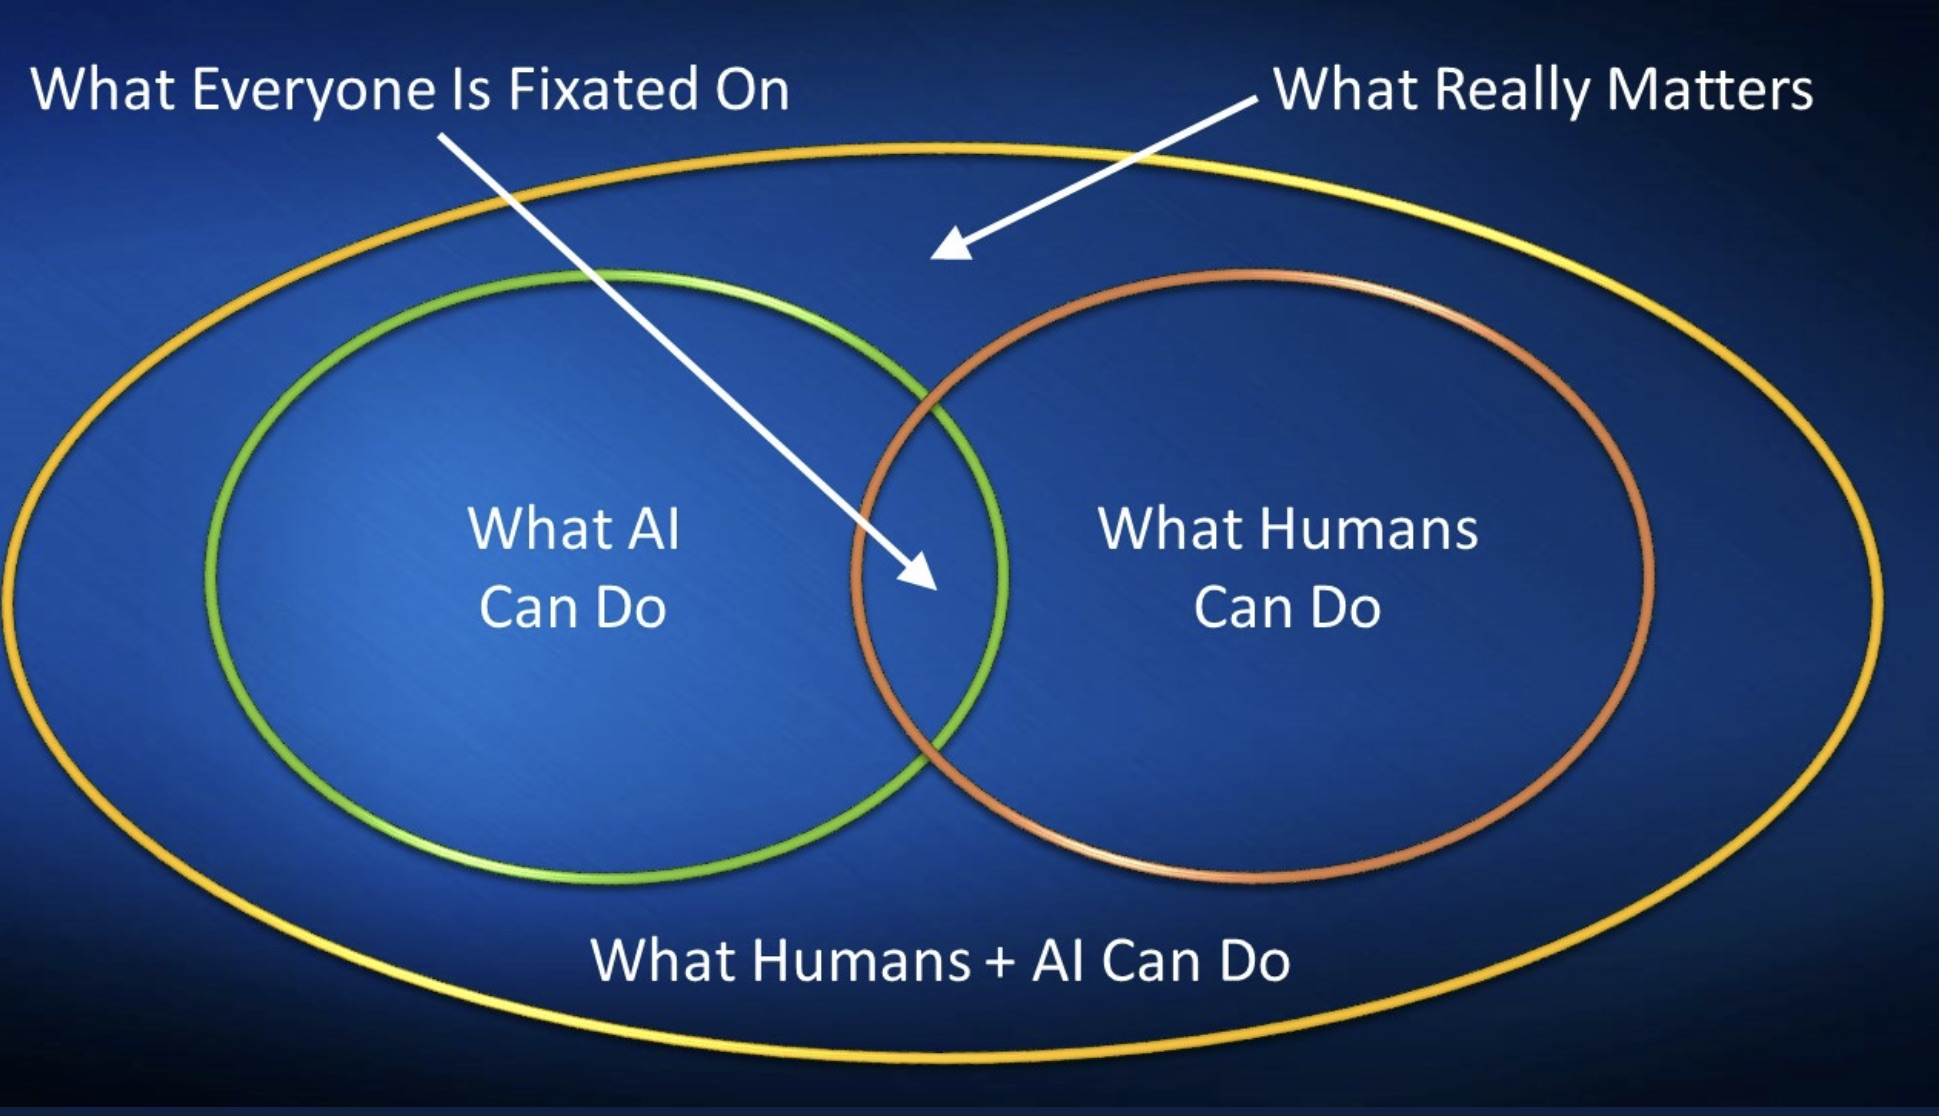 What Everyone Is Fixated On
What Really Matters
What AI
Can Do
What Humans
Can Do
What Humans + AI Can Do